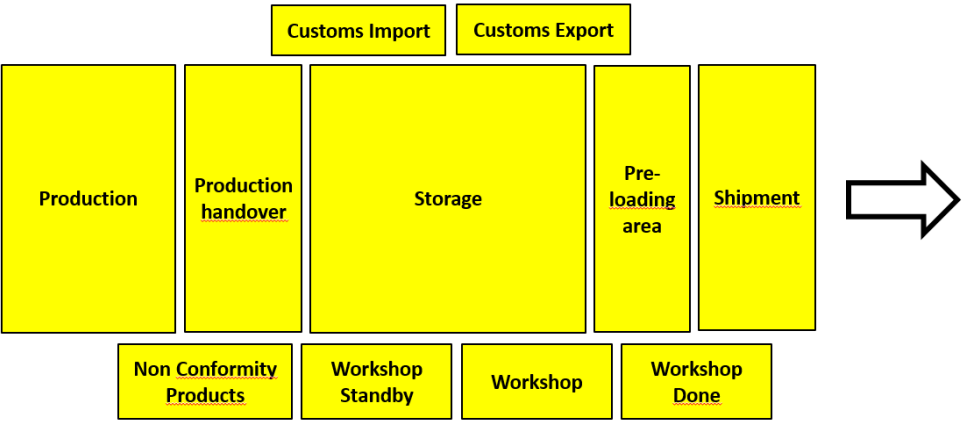 Customs Import
Customs Export
Production
Production
handover
Storage
Pre-
loading
area
Shipment
Non Conformity
Products
Workshop
Standby
Workshop
Workshop
Done